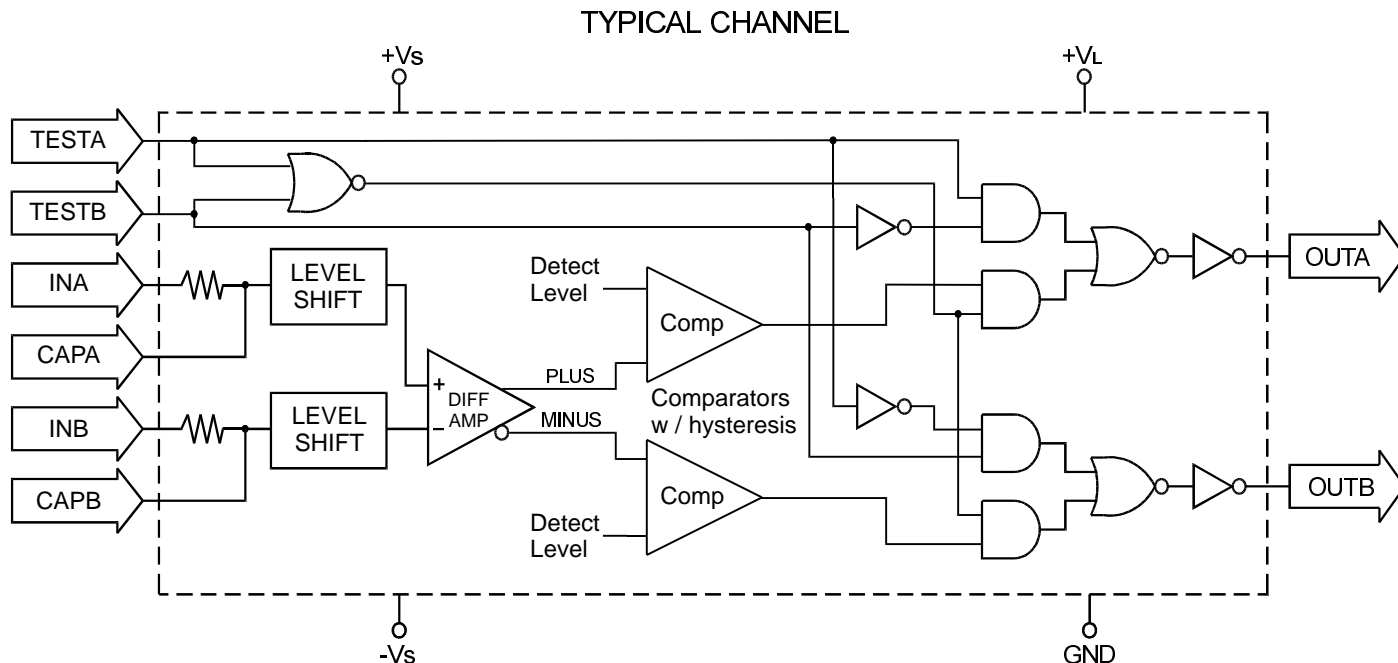 TYPICAL CHANNEL
+VS
+VL
TESTA
TESTB
INA
CAPA
INB
CAPB
LEVEL
SHIFT
LEVEL
SHIFT
+
DIFF
AMP
−
PLUS
MINUS
Detect
Level
Comp
Comparators
w / hysteresis
Comp
Detect
Level
OUTA
OUTB
-VS
GND